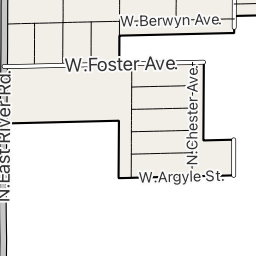 W. Berwyn Ave.
W. Foster Ave.
N. East River Rd.
N. Chester Ave.
W. Argyle St.